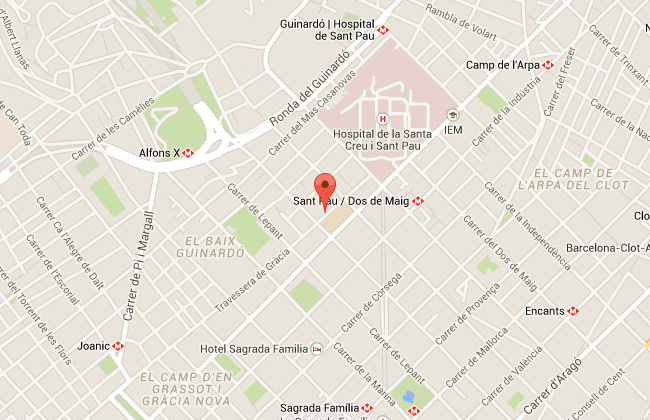 d'Albert Llanas
Guinardó | Hospital
de Sant Pau
Rambla de Volart
Camp de l'Arpa
Carrer del Freser
Carrer de Trinxant
Ronda del Guinardó
Carrer del Mas Casanovas
Carrer de la Indústria
Carrer de la Na
de Can Toda
Carrer de les Camèlies
IEM
Hospital de la Santa
Creu i Sant Pau
Alfons X
EL CAMP DE
L'ARPA DEL CLOT
Sant Pau / Dos de Maig
Carrer de Lepant
Carrer de la Independència
Clo
Carrer Ca l'Alegre de Dalt
Carrer de Pi i Margall
EL BAIX
GUINARDÓ
Barcelona-Clot-A
Carrer de l'Escorial
Travessera de Gràcia
Carrer del Dos de Maig
Carrer del Torrent de les Flors
Carrer de Còrsega
Carrer de Provença
Encants
Joanic
Hotel Sagrada Familia
Carrer de Mallorca
Carrer de Lepant
Carrer de la Marina
Carrer de València
Carrer d'Aragó
EL CAMP D'EN
GRASSOT I
GRÀCIA NOVA
Consell de Cent
Sagrada Família